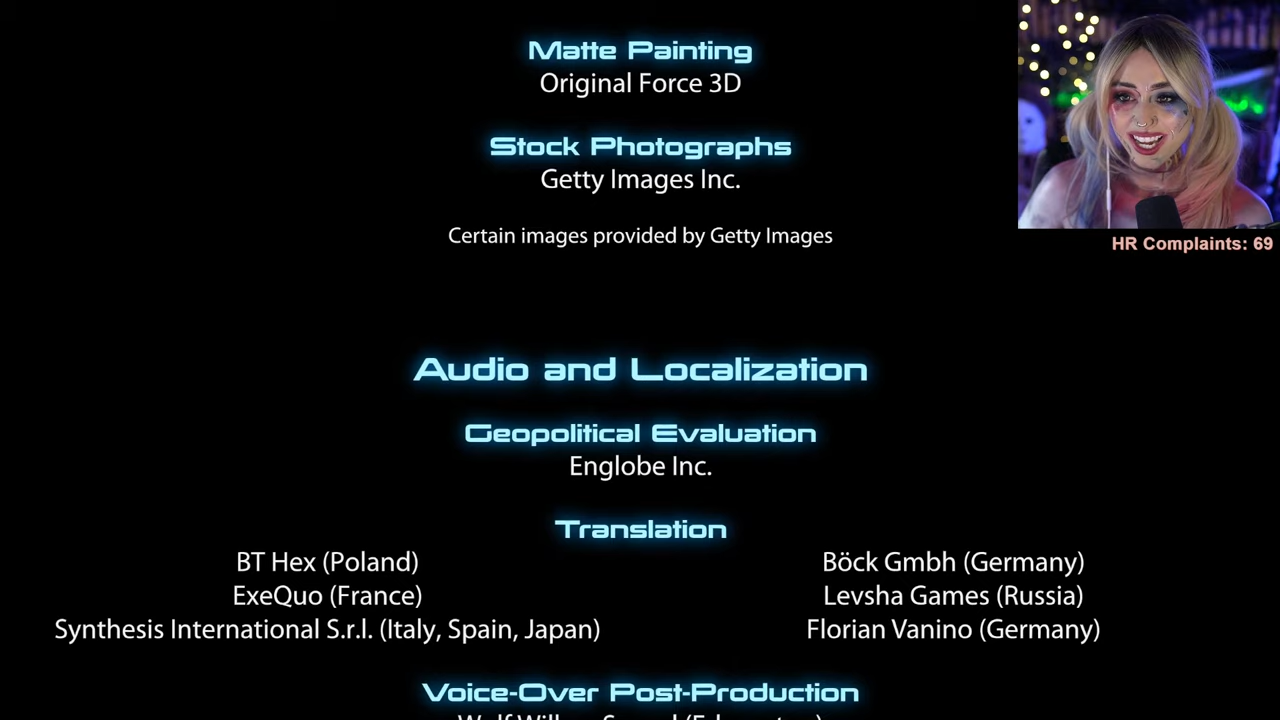 Matte Painting
Original Force 3D
Stock Photographs
Getty Images Inc.
Certain images provided by Getty Images
HR Complaints: 69
Audio and Localization
Geopolitical Evaluation
Englobe Inc.
Translation
BT Hex (Poland)
Böck Gmbh (Germany)
ExeQuo (France)
Levsha Games (Russia)
Synthesis International S.r.l. (Italy, Spain, Japan)
Florian Vanino (Germany)
Voice-Over Post-Production